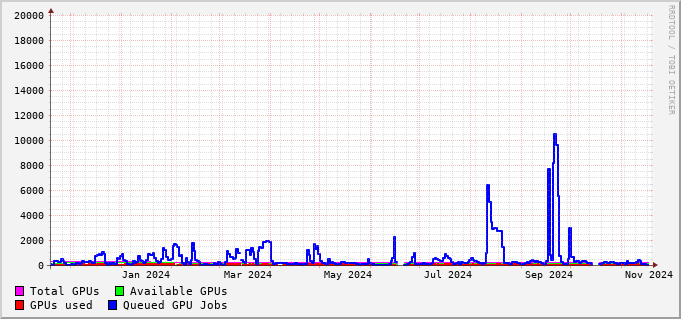 20000
18000
16000
14000
12000
10000
8000
6000
4000
2000
0
Jan 2024 Mar 2024 May 2024 Jul 2024 Sep 2024 Nov 2024
Total GPUs Available GPUs
GPUs used Queued GPU Jobs
RRDTOOL / TOBI OETIKER